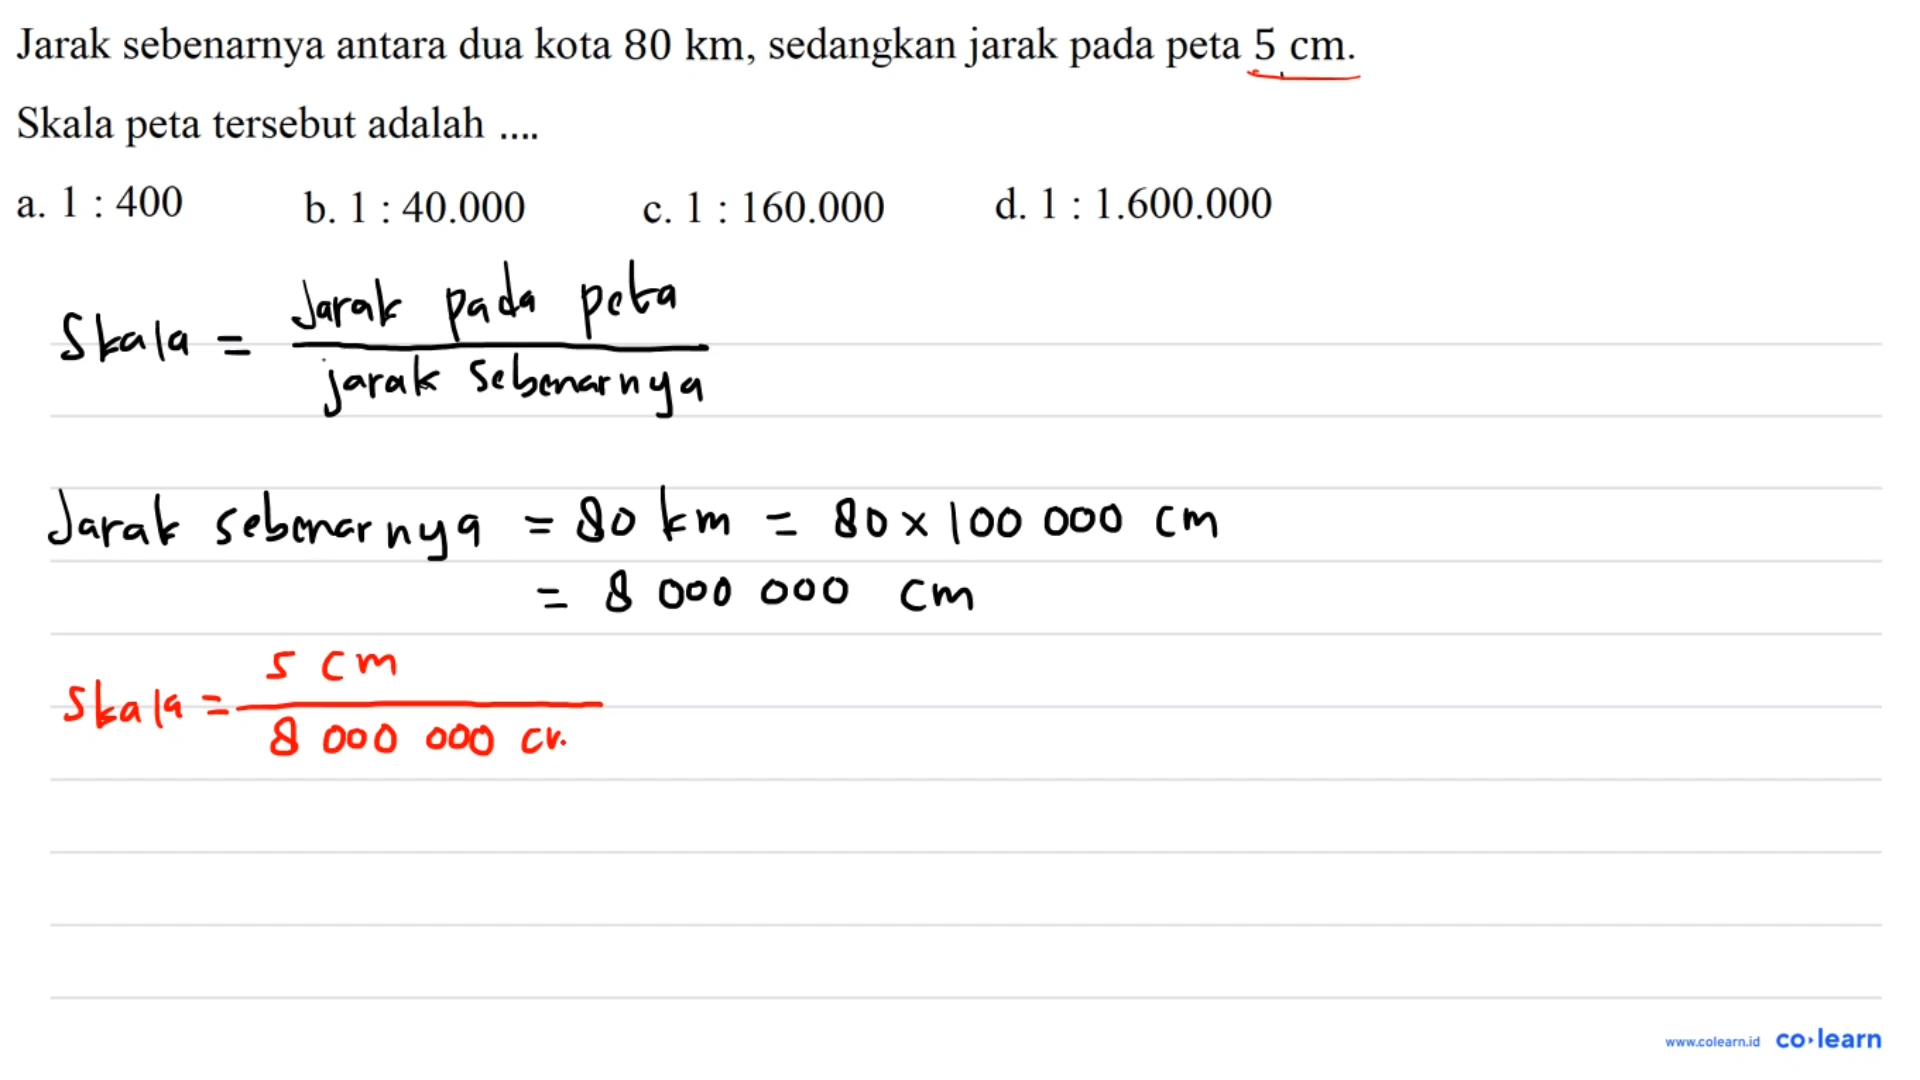 Jarak sebenarnya antara dua kota 80 km, sedangkan jarak pada peta 5 cm.
Skala peta tersebut adalah ....
a. 1 : 400 b. 1 : 40.000 c. 1 : 160.000 d. 1 : 1.600.000
Skala = Jarak pada peta
jarak sebenarnya
Jarak sebenarnya = 80 km = 80 × 100 000 cm
= 8 000 000 cm
Skala = 5 cm
8 000 000
www.colearn.id co learn